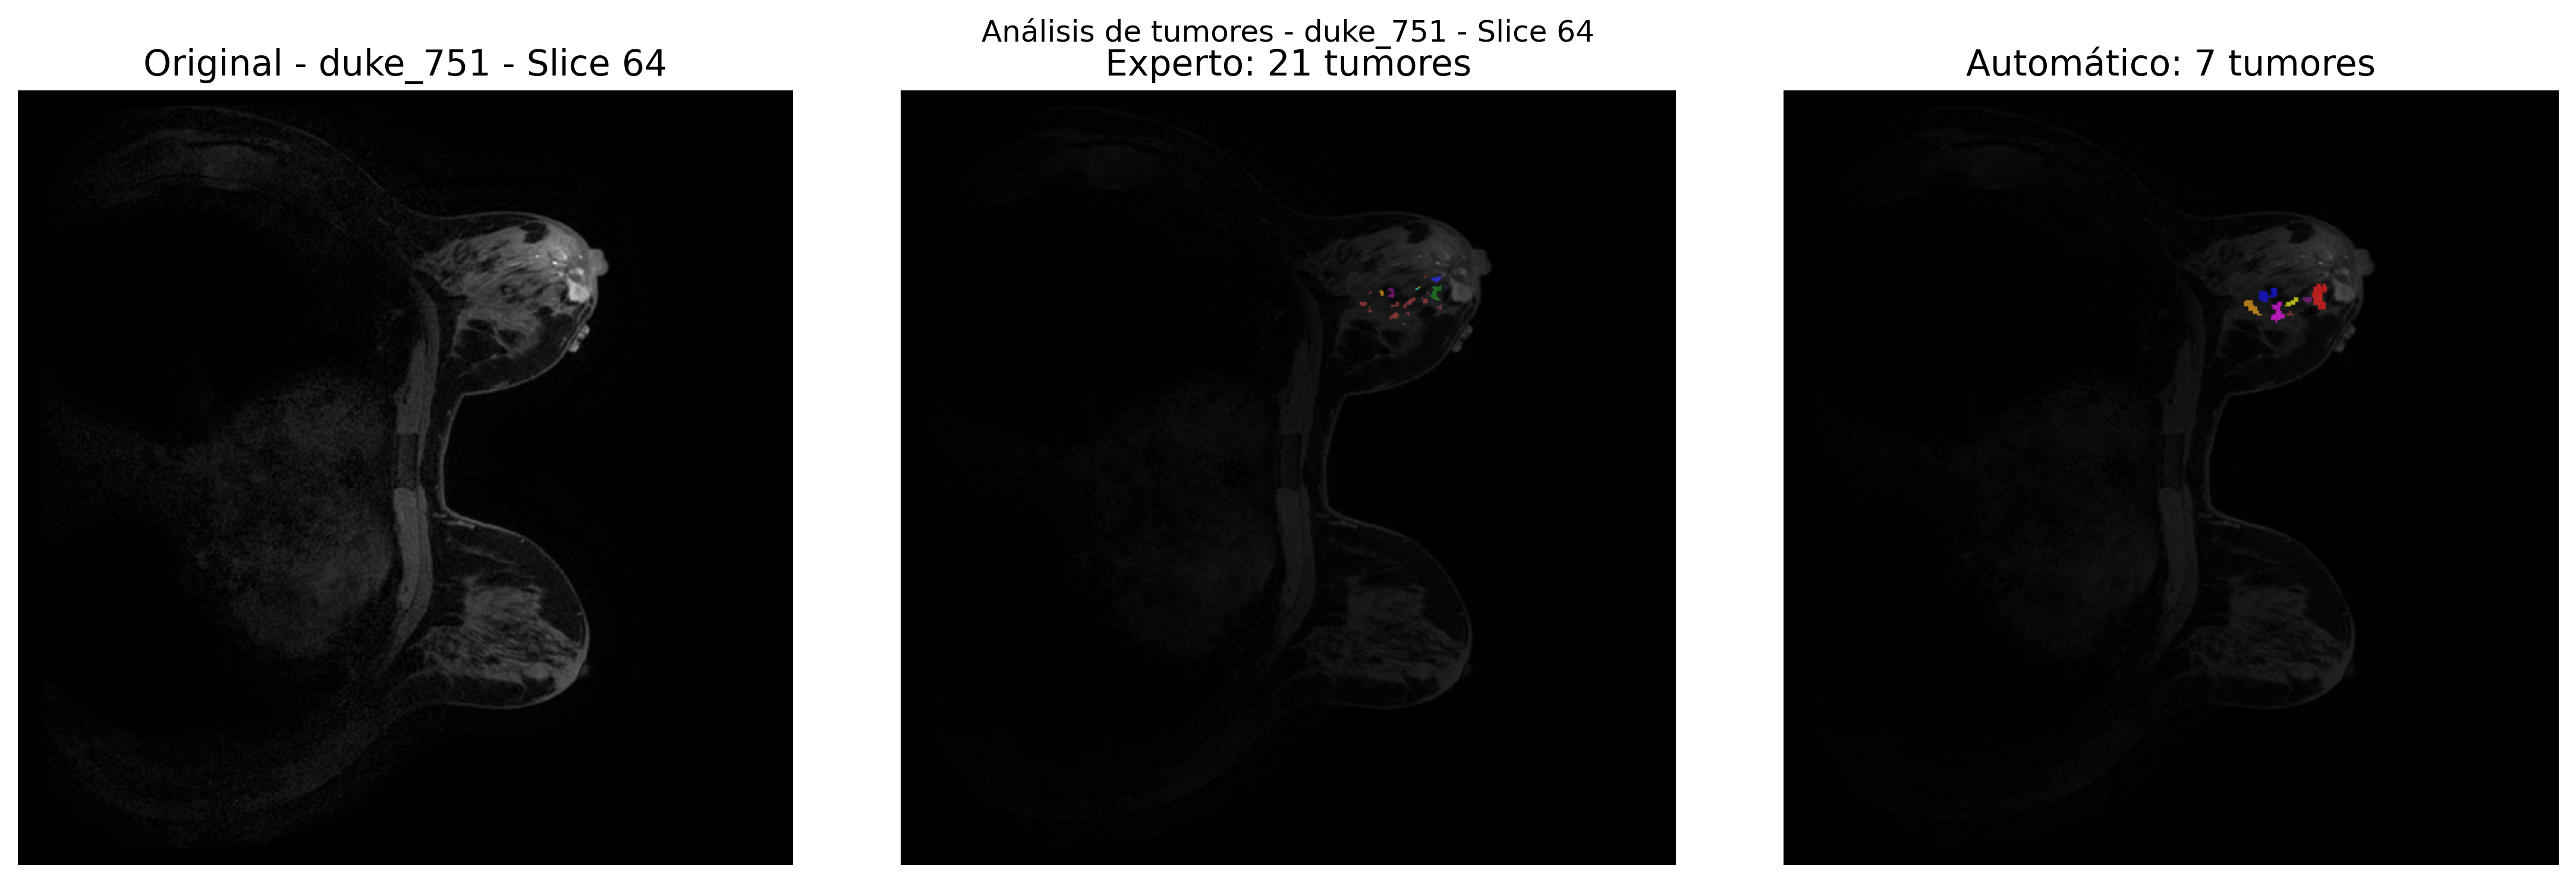 Análisis de tumores - duke_751 - Slice 64
Original - duke_751 - Slice 64
Experto: 21 tumores
Automático: 7 tumores